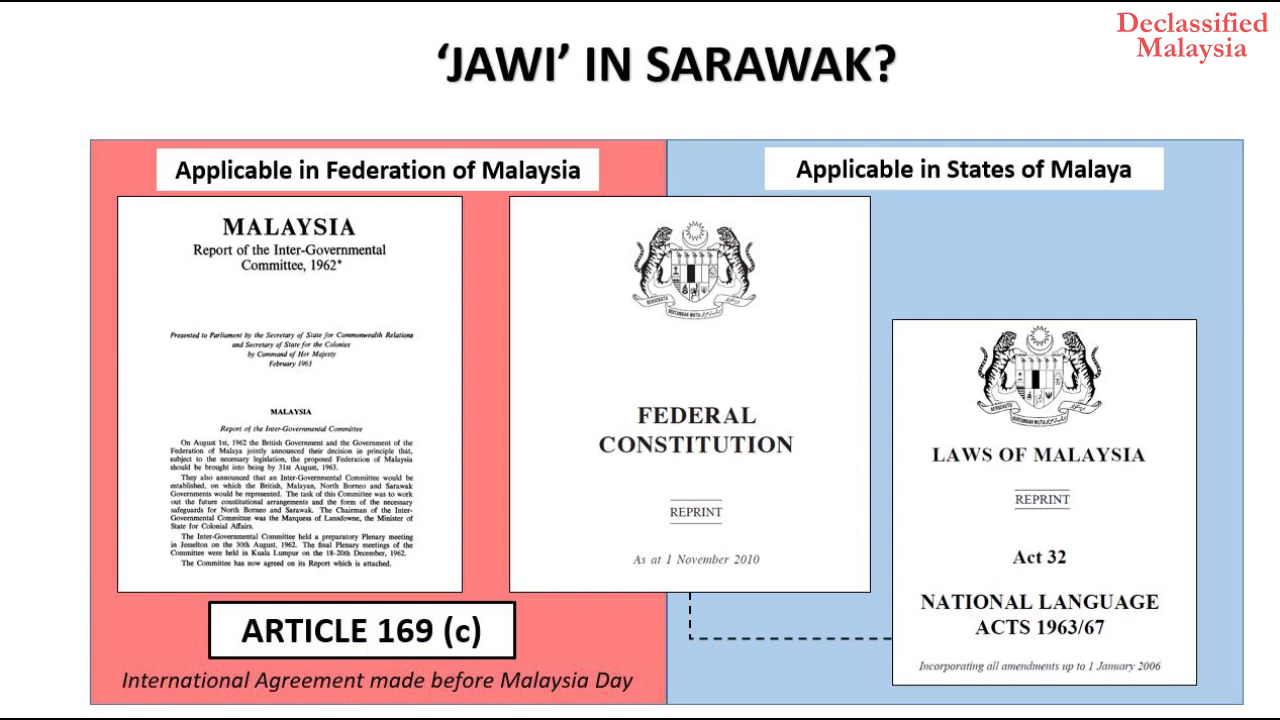 Declassified
Malaysia
‘JAWI’ IN SARAWAK?
Applicable in Federation of Malaysia
MALAYSIA
Report of the Inter-Governmental
Committee, 1962*
Presented to Parliament by the Secretary of State for Commonwealth Relations
and Secretary of State for the Colonies
by Command of Her Majesty
February 1963
MALAYSIA
Report of the Inter-Governmental Committee
On August 1st, 1962 the British Government and the Government of the
Federation of Malaya jointly announced their decision in principle that,
subject to the necessary legislation, the proposed Federation of Malaysia
should be brought into being by 31st August, 1963.
They also announced that an Inter-Governmental Committee would be
established, on which the British, Malayan, North Borneo and Sarawak
Governments would be represented. The task of this Committee was to work
out the future constitutional arrangements and the form of the necessary
safeguards for North Borneo and Sarawak. The Chairman of the Inter-
Governmental Committee was the Marquess of Lansdowne, the Minister of
State for Colonial Affairs.
The Inter-Governmental Committee held a preparatory Plenary meeting
in Jesselton on the 30th August, 1962. The final Plenary meetings of the
Committee were held in Kuala Lumpur on the 18-20th December, 1962.
The Committee has now agreed on its Report which is attached.
FEDERAL
CONSTITUTION
REPRINT
As at 1 November 2010
ARTICLE 169 (c)
International Agreement made before Malaysia Day
Applicable in States of Malaya
LAWS OF MALAYSIA
REPRINT
Act 32
NATIONAL LANGUAGE
ACTS 1963/67
Incorporating all amendments up to 1 January 2006